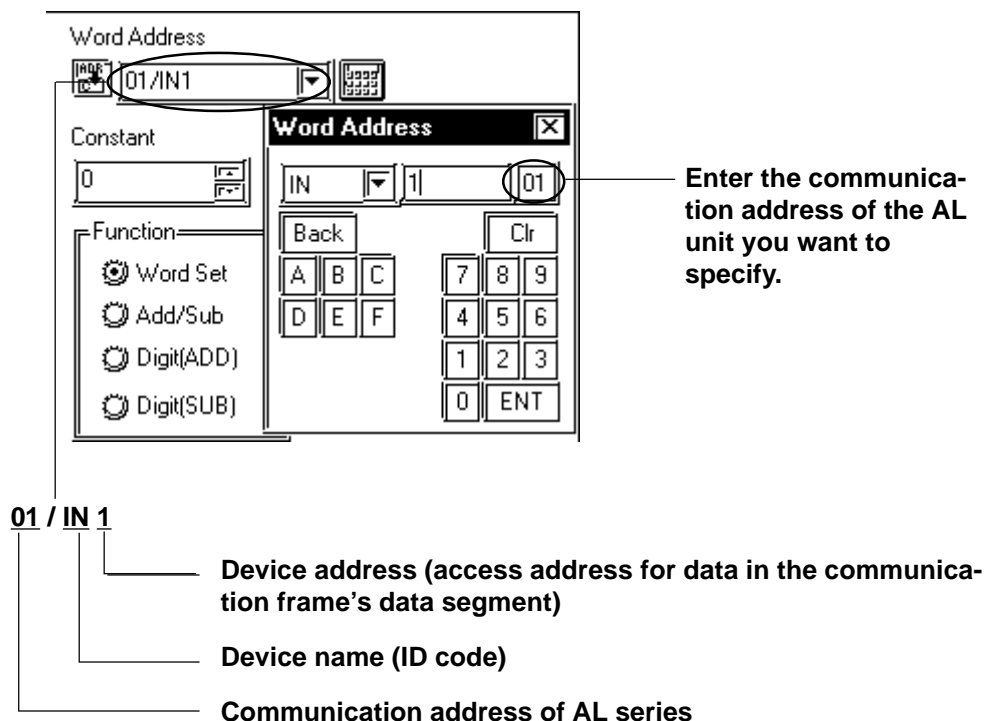 Word Address
01/IN1
Constant
0
Word Address
IN 1 01
Back Clr
A B C 7 8 9
D E F 4 5 6
1 2 3
0 ENT
Function
Word Set
Add/Sub
Digit(ADD)
Digit(SUB)
Enter the communica-
tion address of the AL
unit you want to
specify.
01 / IN 1
Device address (access address for data in the communica-
tion frame's data segment)
Device name (ID code)
Communication address of AL series